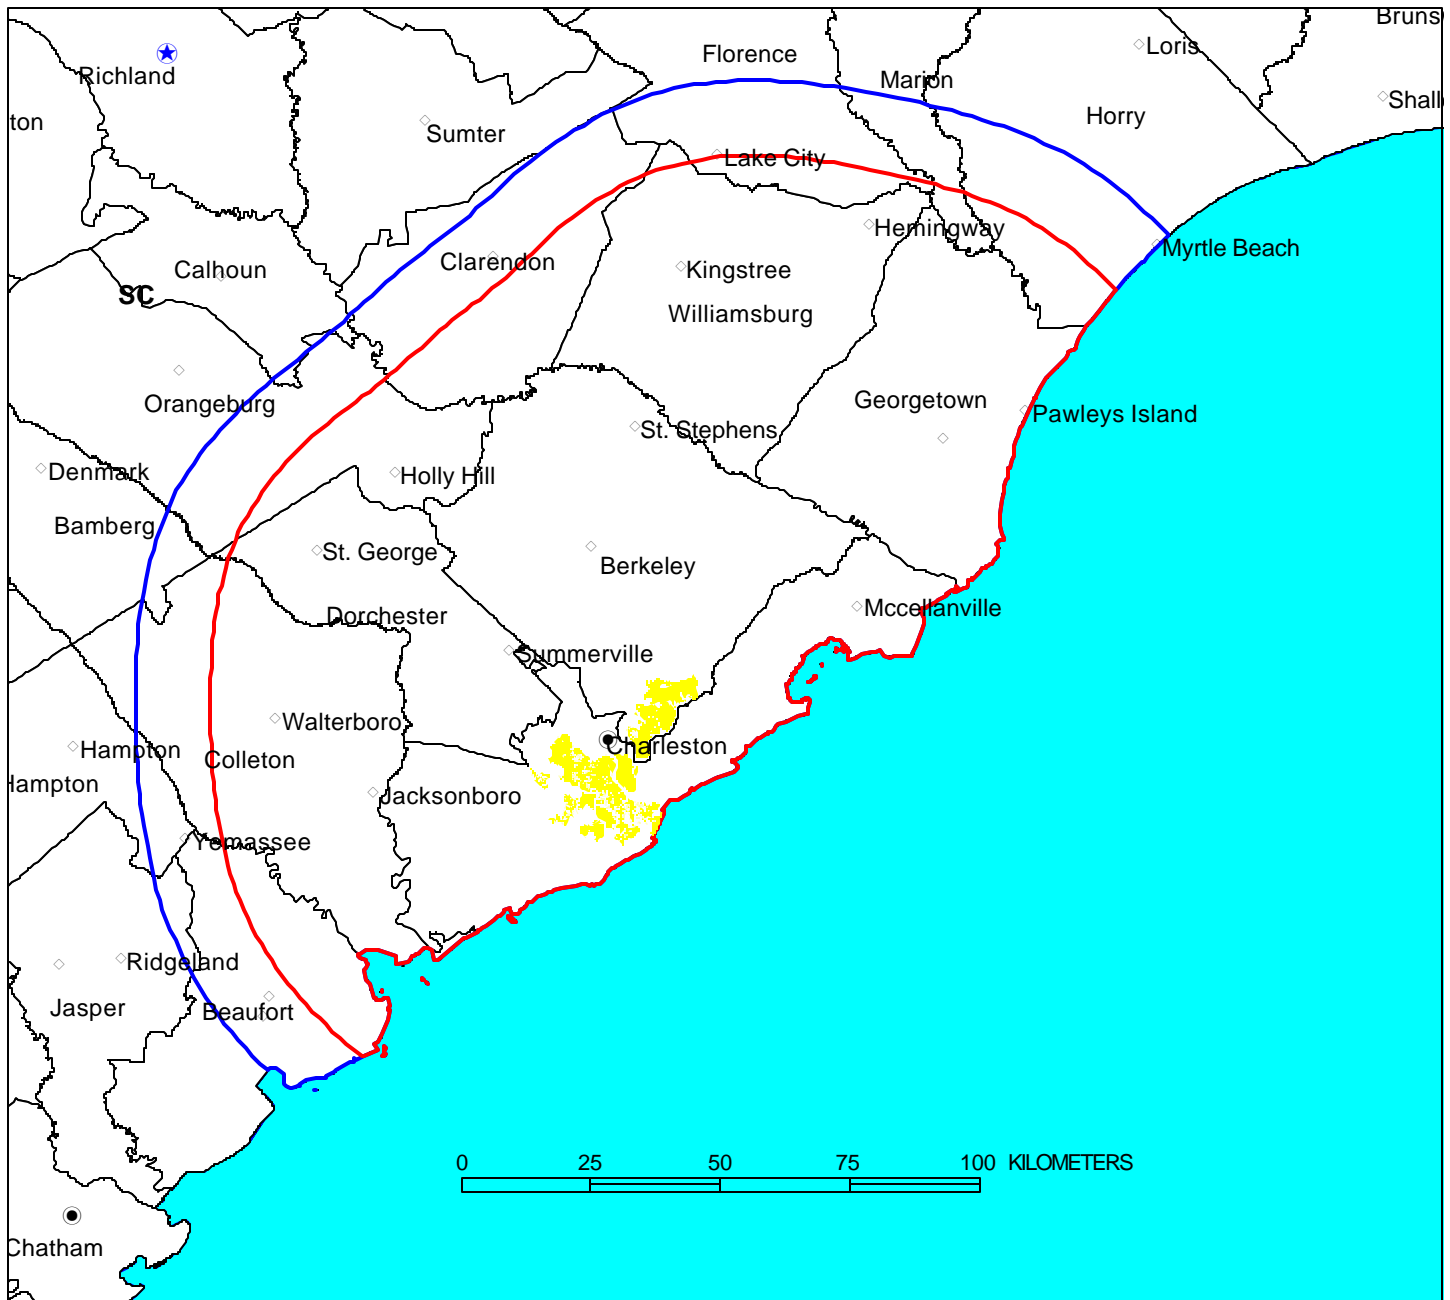 Bruns
Florence
Loris
Richland
Marion
Shall
Horry
ton
Sumter
Lake City
Hemingway
Myrtle Beach
Clarendon
Calhoun
Kingstree
SC
Williamsburg
Georgetown
Orangeburg
Pawleys Island
St. Stephens
Denmark
Holly Hill
Bamberg
St. George
Berkeley
Mccellanville
Dorchester
Summerville
Walterboro
Charleston
Hampton
Colleton
Hampton
Jacksonboro
Yemassee
Ridgeland
Jasper
Beaufort
0 25 50 75 100 KILOMETERS
Chatham